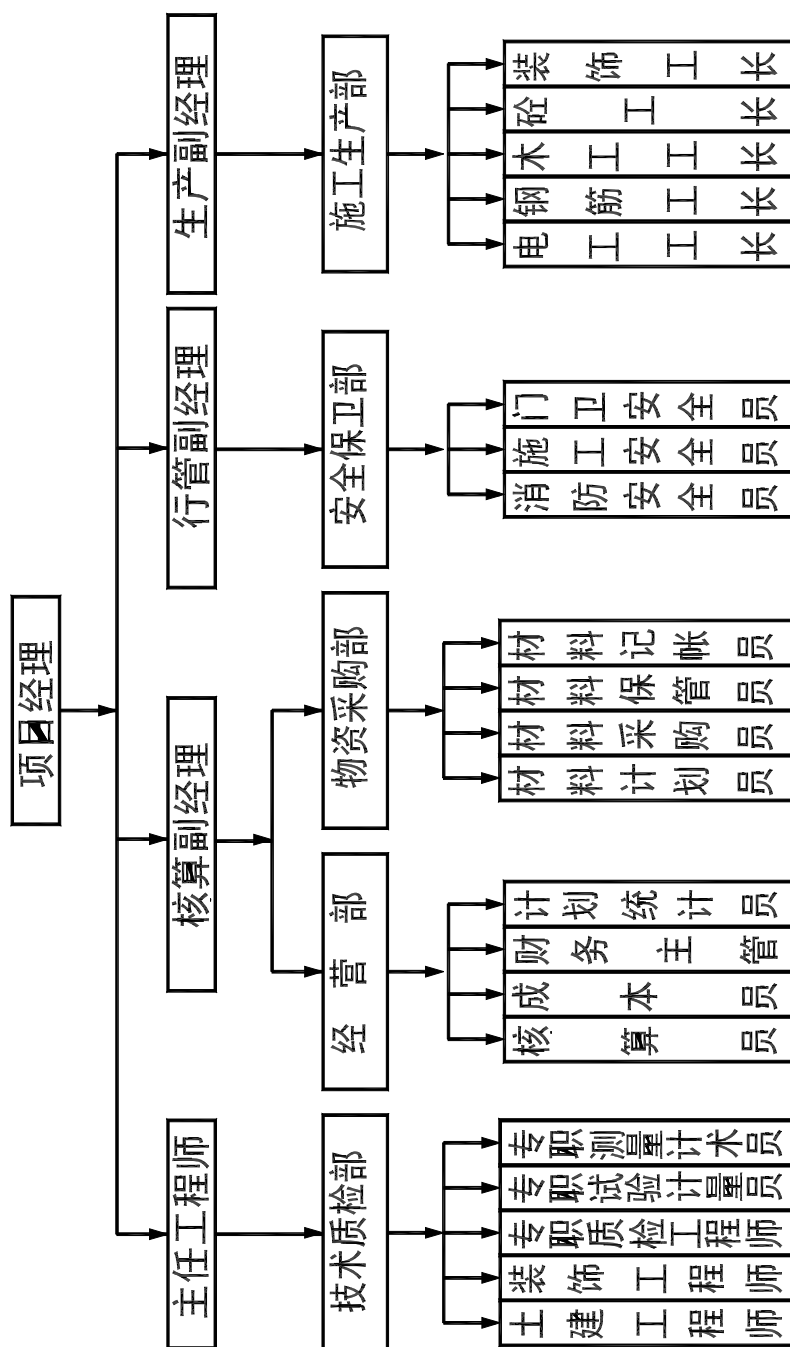 项目经理
主任工程师
核算副经理
行管副经理
生产副经理
技术质检部
经营部
物资采购部
安全保卫部
施工生产部
土建工程师
装饰工程师
专职质检工程师
专职试验计量员
专职测量计术员
核算员
成本员
财务主管
计划统计员
材料计划员
材料采购员
材料保管员
材料记帐员
消防安全员
施工安全员
门卫安全员
电工工长
钢筋工长
木工工长
砼工长
装饰工长